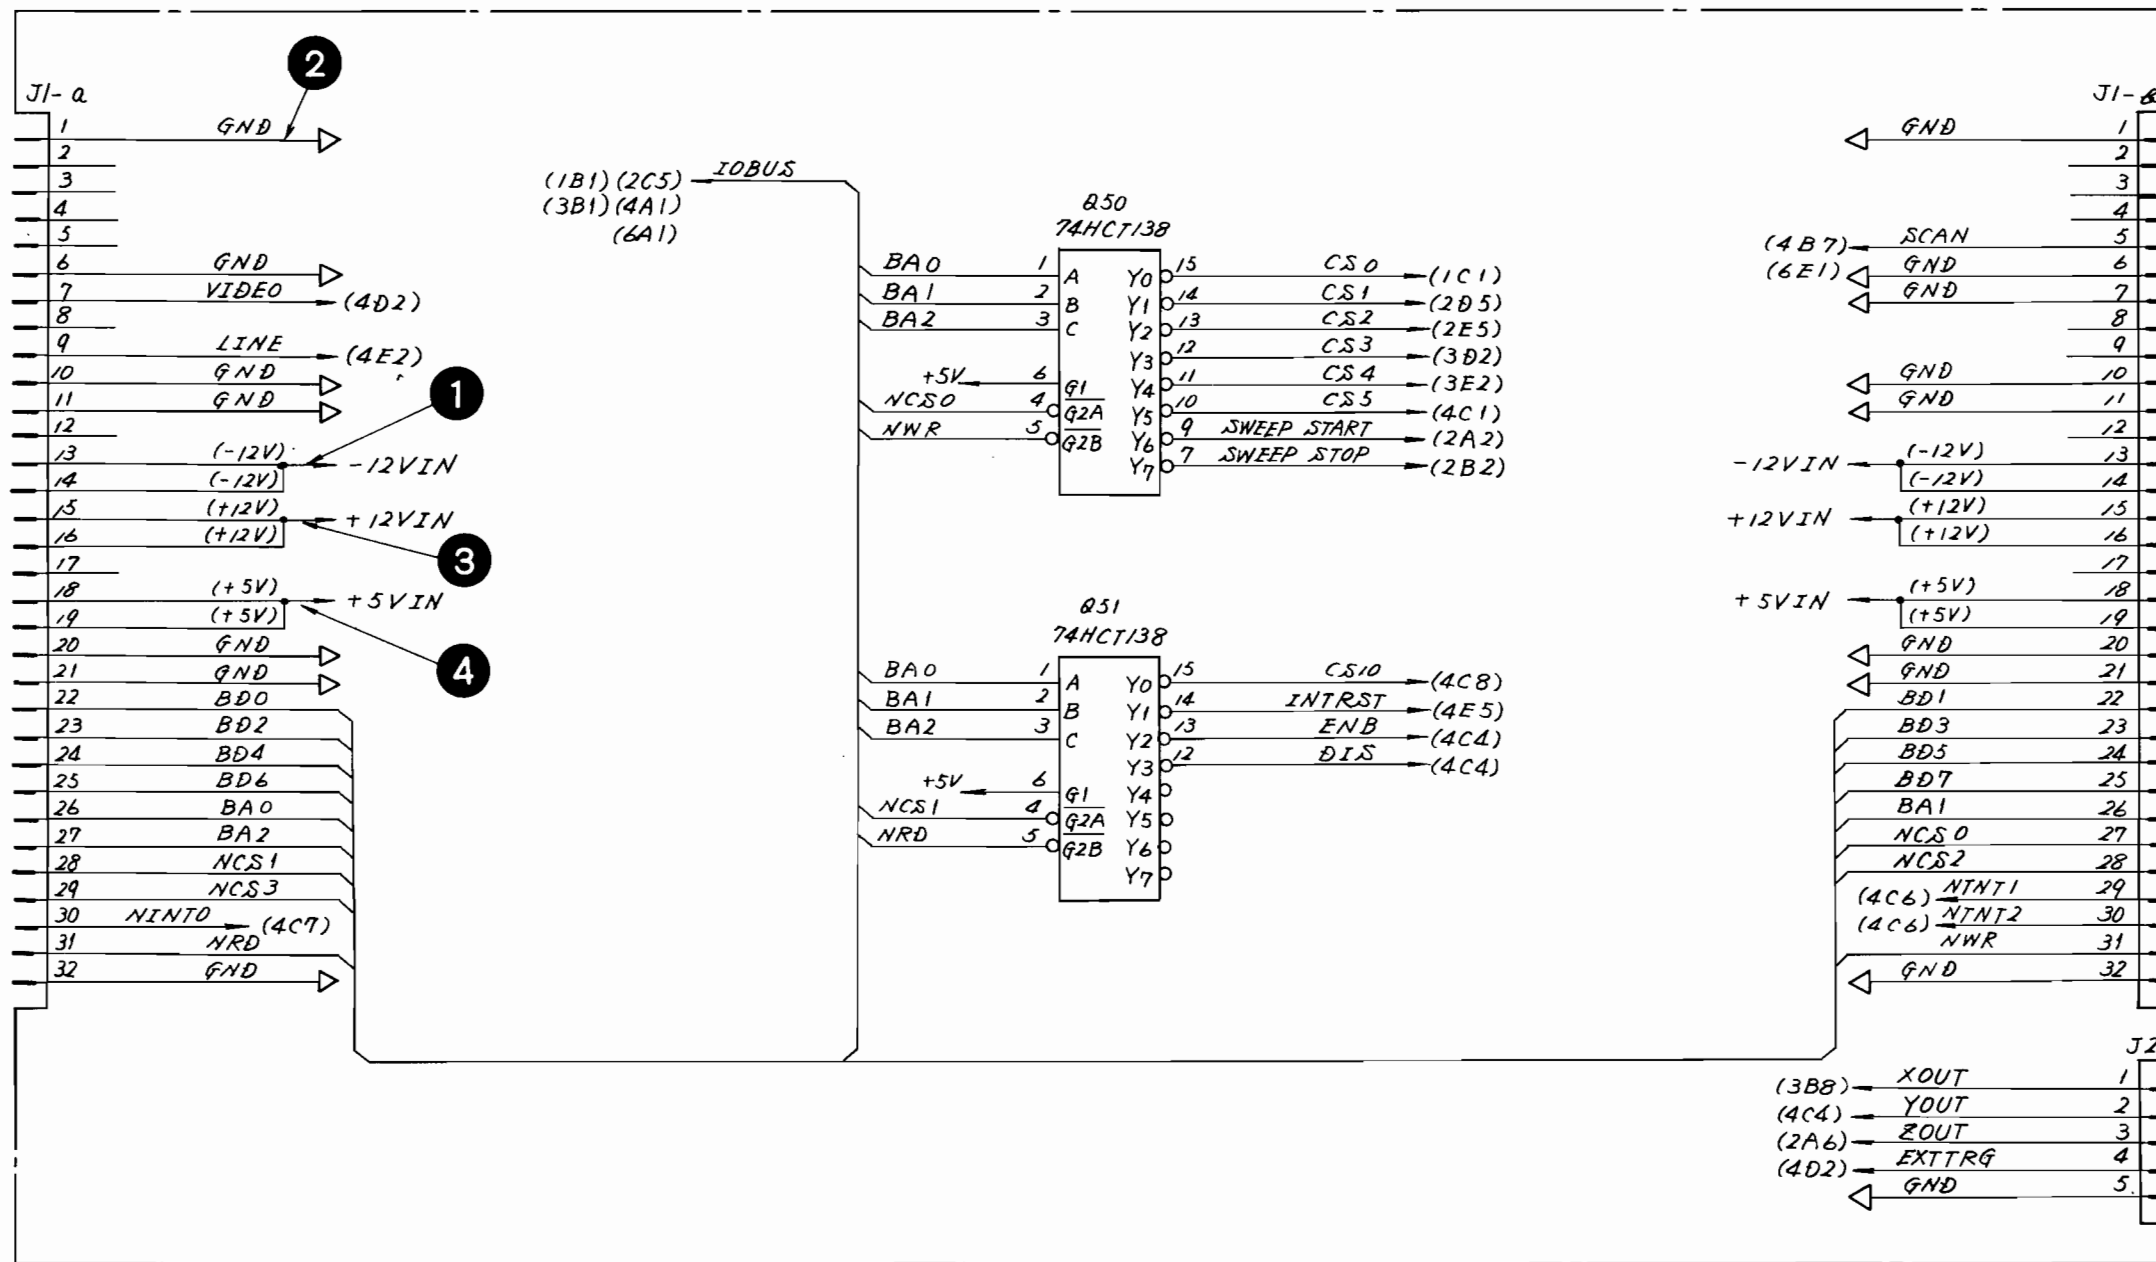 2
J1-a
1 GND
2
3
4
5
6 GND
7 VIDEO (4D2)
8
9 LINE (4E2)
10 GND
11 GND
1
12
13 (-12V) -12VIN
14 (-12V)
15 (+12V) +12VIN
16 (+12V)
3
17
18 (+5V) +5VIN
19 (+5V)
4
20 GND
21 GND
22 BD0
23 BD2
24 BD4
25 BD6
26 BA0
27 BA2
28 NCS1
29 NCS3
30 NINT0 (4C7)
31 NRD
32 GND
(1B1) (2C5) IOBUS
(3B1) (4A1)
(6A1)
Q50
74HCT138
BA0 1 A Y0 15 CS0 (1C1)
BA1 2 B Y1 14 CS1 (2D5)
BA2 3 C Y2 13 CS2 (2E5)
Y3 12 CS3 (3D2)
+5V 6 G1 Y4 11 CS4 (3E2)
NCS0 4 G2A Y5 10 CS5 (4C1)
NWR 5 G2B Y6 9 SWEEP START (2A2)
Y7 7 SWEEP STOP (2B2)
Q51
74HCT138
BA0 1 A Y0 15 CS10 (4C8)
BA1 2 B Y1 14 INTRST (4E5)
BA2 3 C Y2 13 ENB (4C4)
Y3 12 DIS (4C4)
+5V 6 G1 Y4
NCS1 4 G2A Y5
NRD 5 G2B Y6
Y7
J1-
GND 1
2
3
4
(4B7) SCAN 5
(6E1) GND 6
GND 7
8
9
GND 10
GND 11
12
-12VIN (-12V) 13
(-12V) 14
+12VIN (+12V) 15
(+12V) 16
17
+5VIN (+5V) 18
(+5V) 19
GND 20
GND 21
BD1 22
BD3 23
BD5 24
BD7 25
BA1 26
NCS0 27
NCS2 28
(4C6) NTNT1 29
(4C6) NTNT2 30
NWR 31
GND 32
J2
(3B8) XOUT 1
(4C4) YOUT 2
(2A6) ZOUT 3
(4D2) EXTTRG 4
GND 5